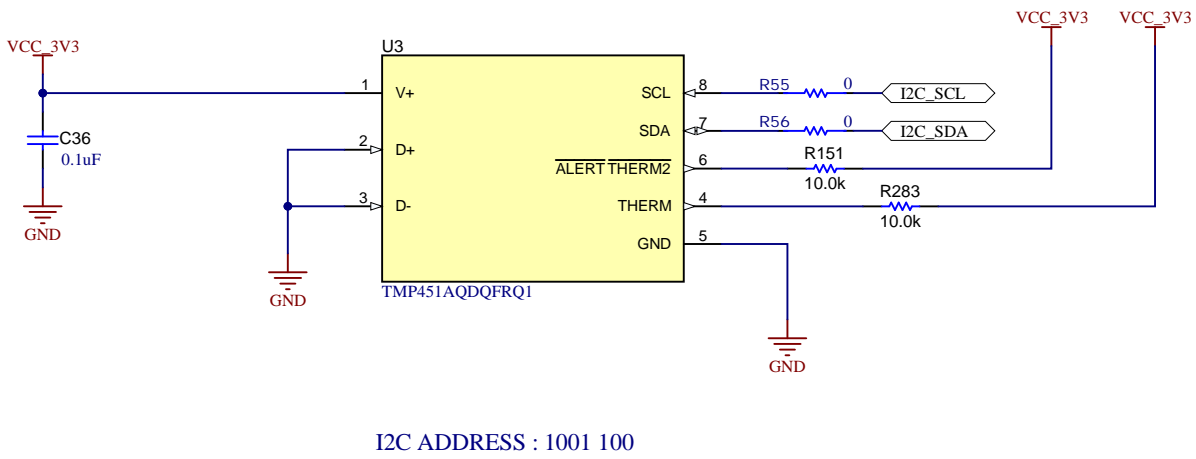 VCC_3V3 VCC_3V3
VCC_3V3
U3
1 V+ SCL 8 R55 0 I2C_SCL
C36
0.1uF
SDA 7 R56 0 I2C_SDA
2 D+ ALERT THERM2 6 R151
10.0k
3 D- THERM 4 R283
10.0k
GND
GND 5
GND
TMP451AQDQFRQ1
GND
I2C ADDRESS : 1001 100